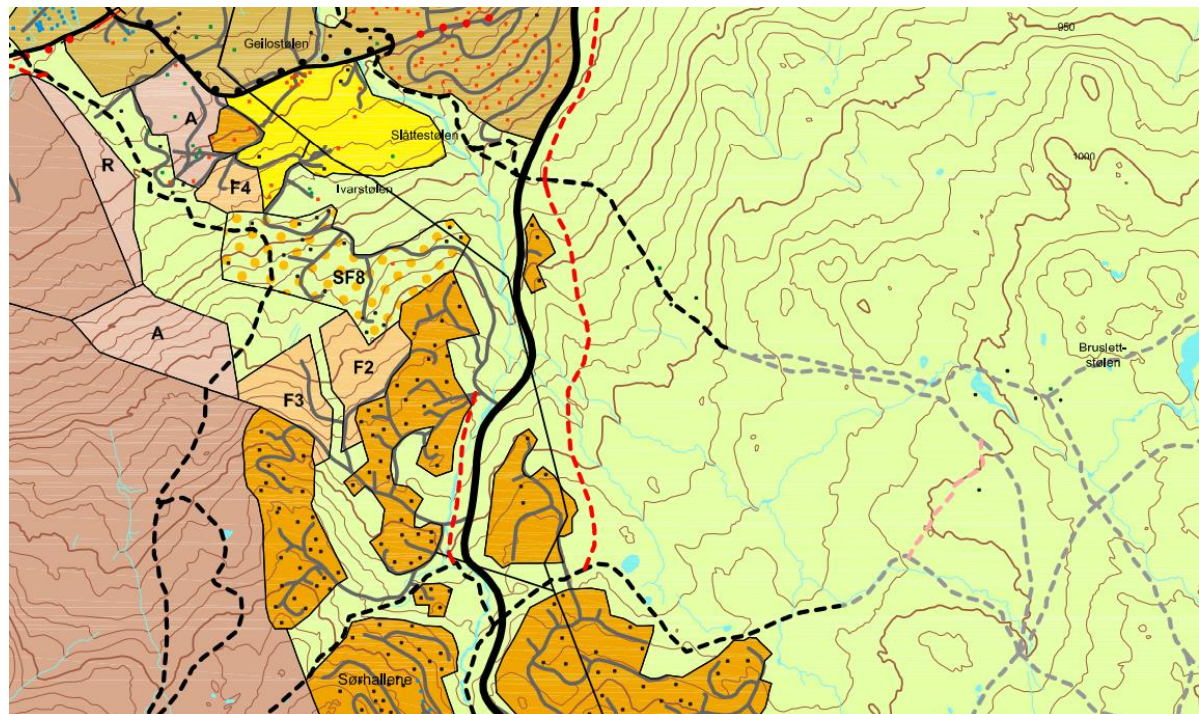 950
Geilostølen
A
Slåttestølen
1000
R
F4
Ivarstølen
SF8
A
F2
Bruslett-
stølen
F3
Sørhallene